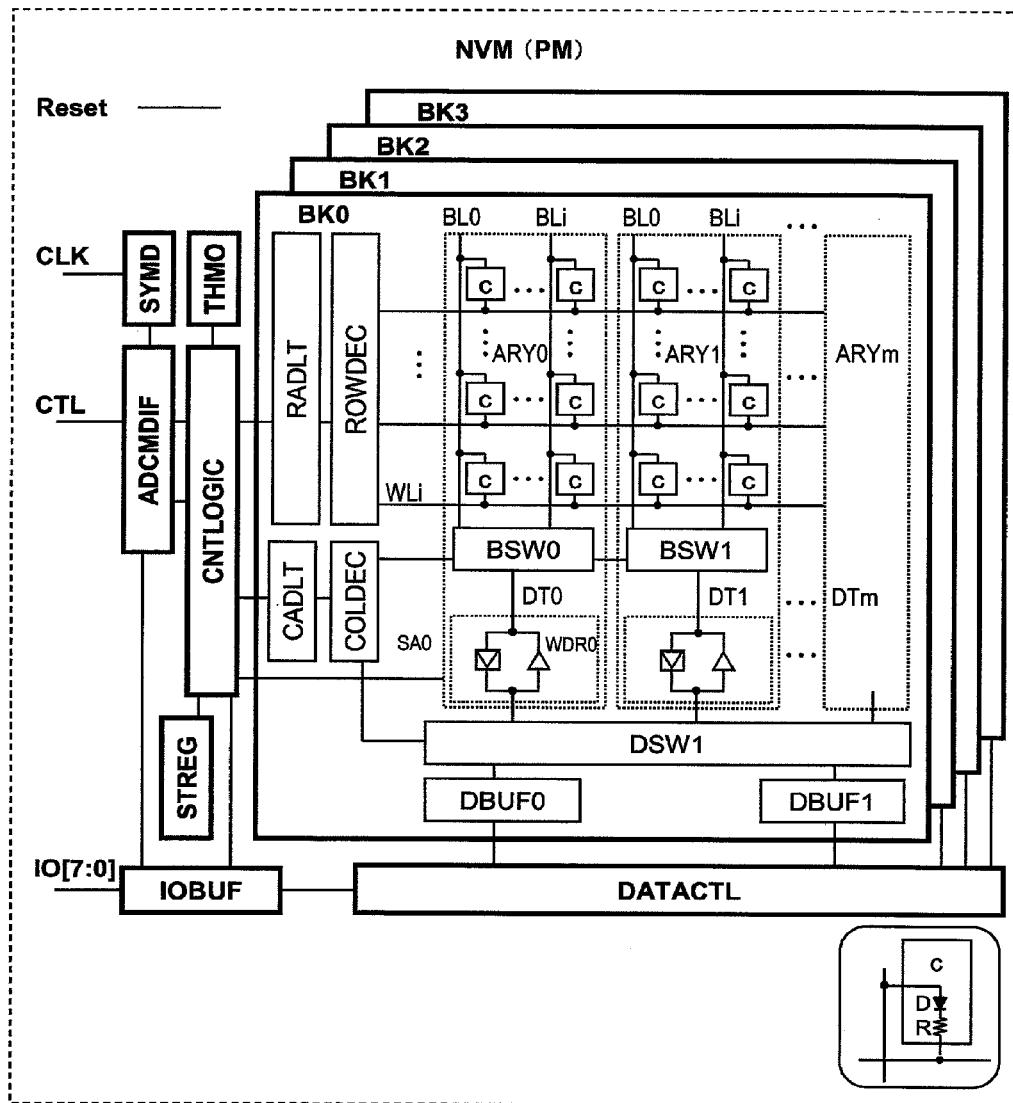 NVM (PM)
Reset
BK3
BK2
BK1
BK0
BL0 BLi BL0 BLi ...
CLK
SYMD
THMO
C ... C C ... C
RADLT
ROWDEC
ARY0 ARY1 ARYm
CTL
ADCMDIF
CNTLOGIC
C ... C C ... C
C ... C C ... C
WLi
BSW0 BSW1
CADLT
COLDEC
DT0 DT1 ... DTm
SA0 WDR0
DSW1
STREG
DBUF0 DBUF1
IO[7:0]
IOBUF
DATACTL
C
D
R